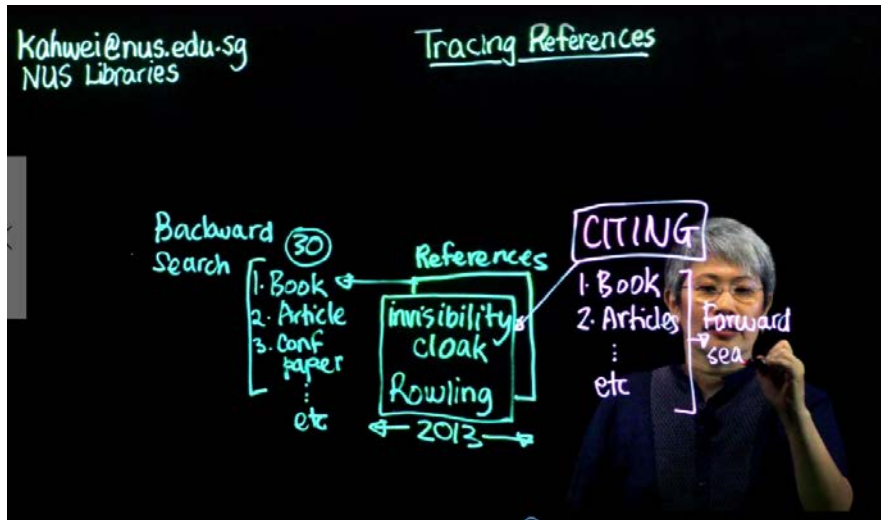 Kahwei@nus.edu.sg
NUS Libraries
Tracing References
Backward
Search
30
1. Book
2. Article
3. Conf
paper
⋮
etc
References
invisibility
cloak
Rowling
2013
CITING
1. Book
2. Articles
⋮
etc
Forward
sea